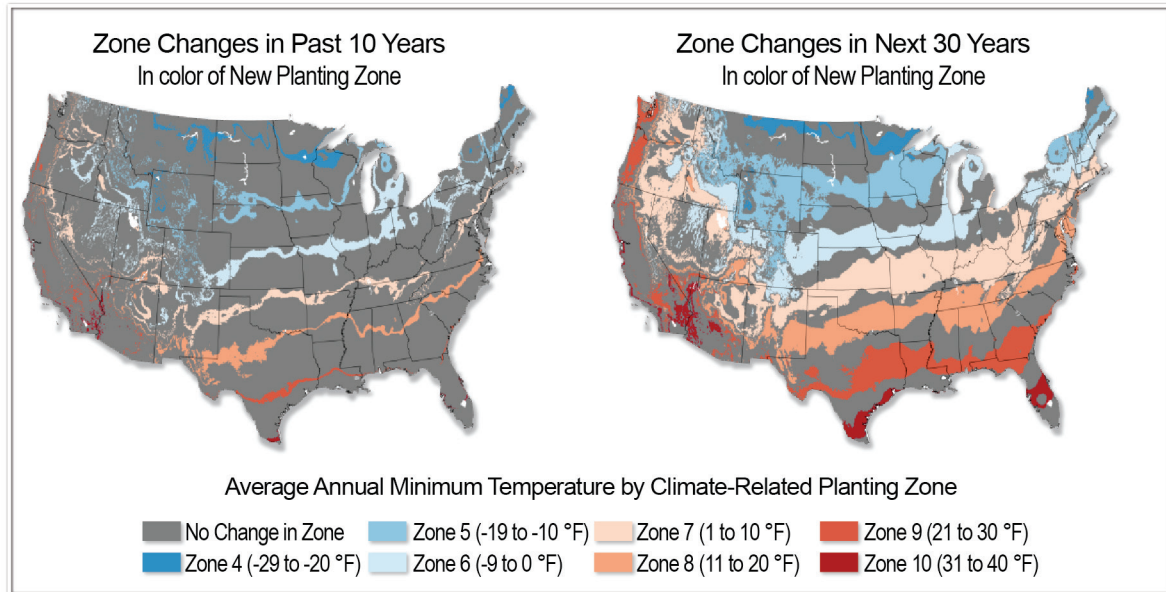 Zone Changes in Past 10 Years
In color of New Planting Zone
Zone Changes in Next 30 Years
In color of New Planting Zone
Average Annual Minimum Temperature by Climate-Related Planting Zone
No Change in Zone
Zone 5 (-19 to -10 °F)
Zone 7 (1 to 10 °F)
Zone 9 (21 to 30 °F)
Zone 4 (-29 to -20 °F)
Zone 6 (-9 to 0 °F)
Zone 8 (11 to 20 °F)
Zone 10 (31 to 40 °F)